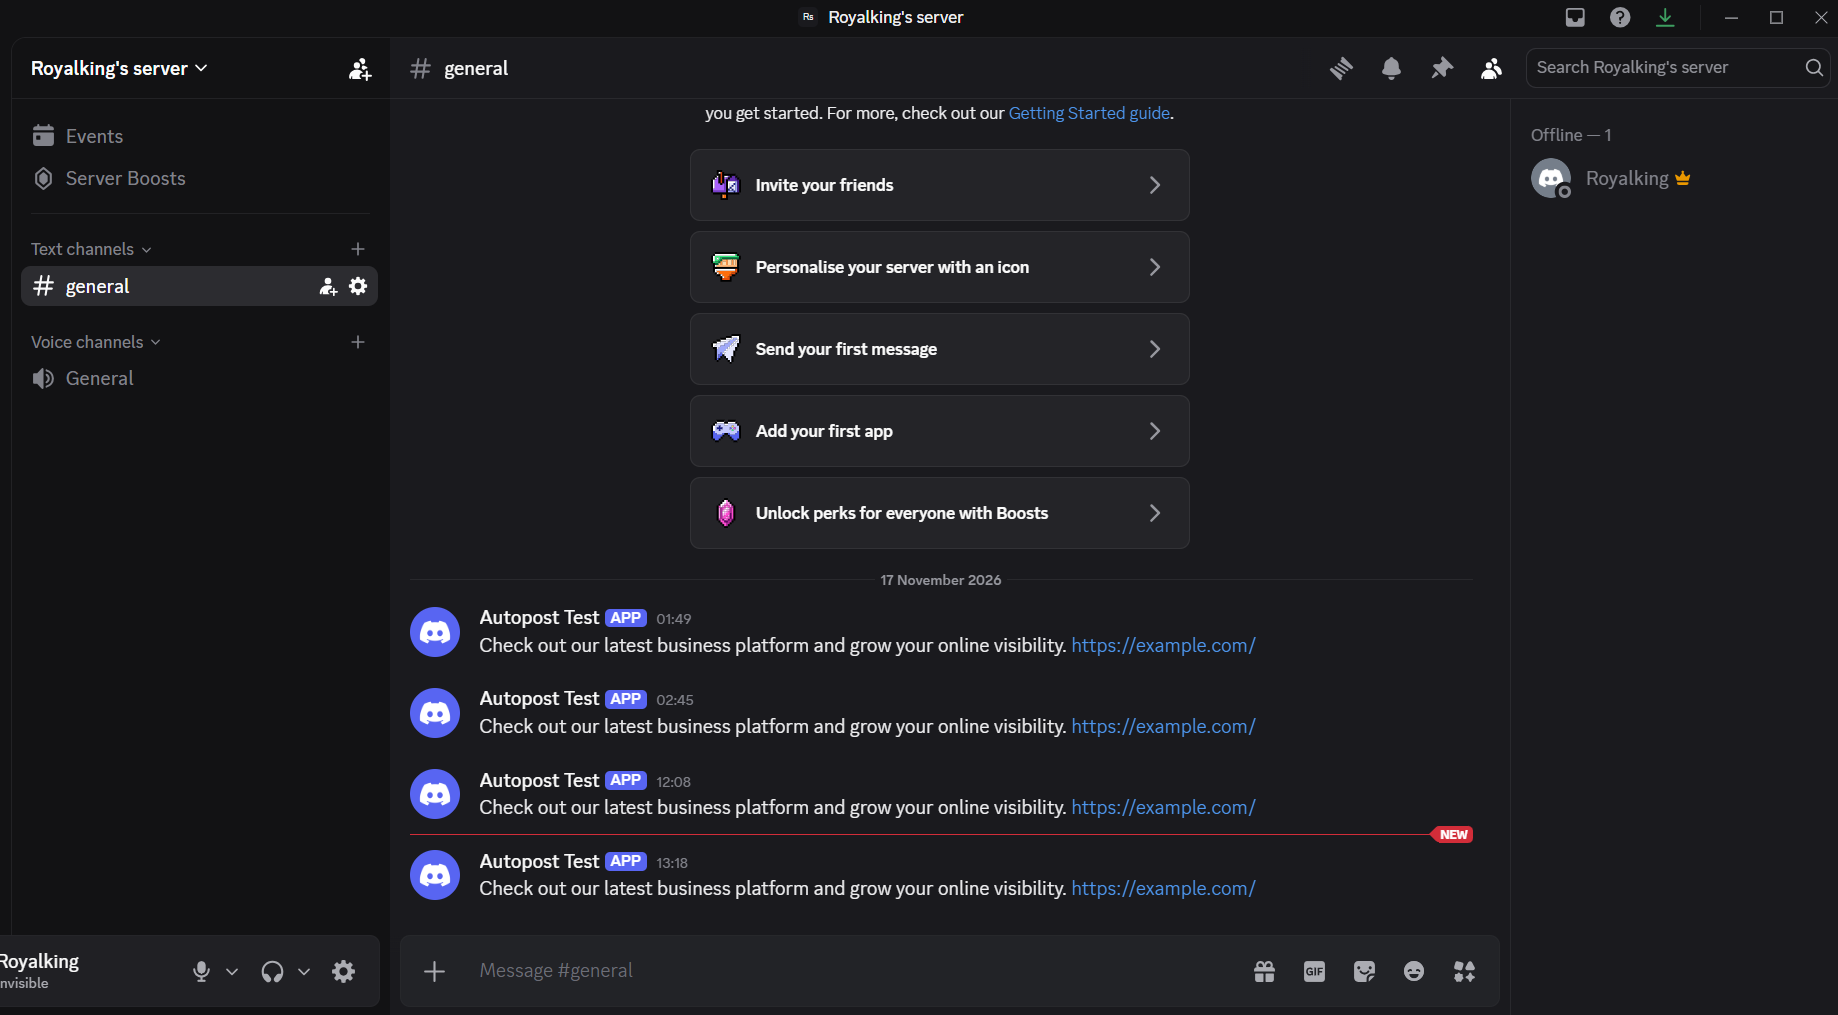 Rs Royalking's server
Royalking's server
general
Search Royalking's server
Events
Server Boosts
Text channels
general
Voice channels
General
you get started. For more, check out our Getting Started guide.
Invite your friends
Personalise your server with an icon
Send your first message
Add your first app
Unlock perks for everyone with Boosts
17 November 2026
Autopost Test APP 01:49
Check out our latest business platform and grow your online visibility. https://example.com/
Autopost Test APP 02:45
Check out our latest business platform and grow your online visibility. https://example.com/
Autopost Test APP 12:08
Check out our latest business platform and grow your online visibility. https://example.com/
NEW
Autopost Test APP 13:18
Check out our latest business platform and grow your online visibility. https://example.com/
Message #general
GIF
Offline — 1
Royalking
Royalking
nvisible